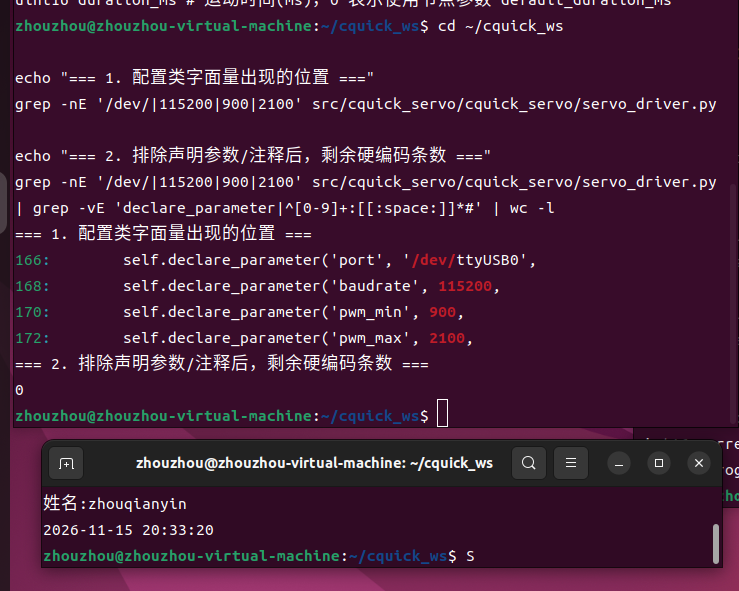 zhouzhou@zhouzhou-virtual-machine:~/cquick_ws$ cd ~/cquick_ws
echo "=== 1. 配置类字面量出现的位置 ==="
grep -nE '/dev/|115200|900|2100' src/cquick_servo/cquick_servo/servo_driver.py
echo "=== 2. 排除声明参数/注释后，剩余硬编码条数 ==="
grep -nE '/dev/|115200|900|2100' src/cquick_servo/cquick_servo/servo_driver.py
| grep -vE 'declare_parameter|^[0-9]+:[[:space:]]*#' | wc -l
=== 1. 配置类字面量出现的位置 ===
166:        self.declare_parameter('port', '/dev/ttyUSB0',
168:        self.declare_parameter('baudrate', 115200,
170:        self.declare_parameter('pwm_min', 900,
172:        self.declare_parameter('pwm_max', 2100,
=== 2. 排除声明参数/注释后，剩余硬编码条数 ===
0
zhouzhou@zhouzhou-virtual-machine:~/cquick_ws$
zhouzhou@zhouzhou-virtual-machine: ~/cquick_ws
姓名:zhouqianyin
2026-11-15 20:33:20
zhouzhou@zhouzhou-virtual-machine:~/cquick_ws$ S